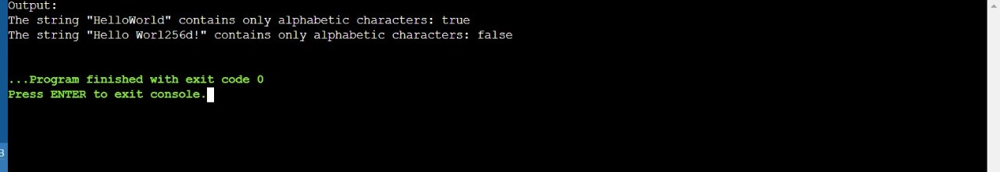 Output:
The string "HelloWorld" contains only alphabetic characters: true
The string "Hello Worl256d!" contains only alphabetic characters: false
...Program finished with exit code 0
Press ENTER to exit console.